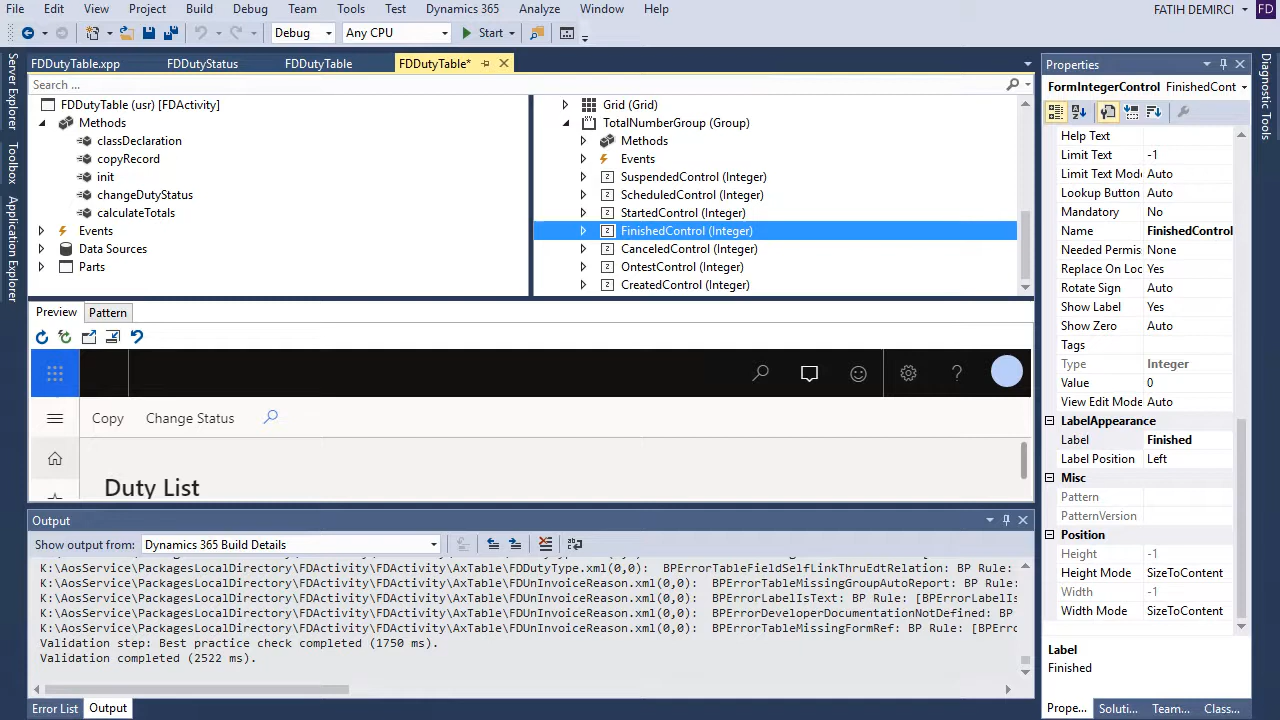 File Edit View Project Build Debug Team Tools Test Dynamics 365 Analyze Window Help FATIH DEMIRCI FD
Debug Any CPU Start
Server Explorer
Toolbox
Application Explorer
FDDutyTable.xpp FDDutyStatus FDDutyTable FDDutyTable*
Search ...
FDDutyTable (usr) [FDActivity]
Methods
classDeclaration
copyRecord
init
changeDutyStatus
calculateTotals
Events
Data Sources
Parts
Grid (Grid)
TotalNumberGroup (Group)
Methods
Events
SuspendedControl (Integer)
ScheduledControl (Integer)
StartedControl (Integer)
FinishedControl (Integer)
CanceledControl (Integer)
OntestControl (Integer)
CreatedControl (Integer)
Preview Pattern
Copy Change Status
Duty List
Output
Show output from: Dynamics 365 Build Details
K:\AosService\PackagesLocalDirectory\FDActivity\FDActivity\AxTable\FDDutyType.xml(0,0): BPErrorTableFieldSelfLinkThruEdtRelation: BP Rule:
K:\AosService\PackagesLocalDirectory\FDActivity\FDActivity\AxTable\FDUnInvoiceReason.xml(0,0): BPErrorTableMissingGroupAutoReport: BP Rule:
K:\AosService\PackagesLocalDirectory\FDActivity\FDActivity\AxTable\FDUnInvoiceReason.xml(0,0): BPErrorLabelIsText: BP Rule: [BPErrorLabelIs
K:\AosService\PackagesLocalDirectory\FDActivity\FDActivity\AxTable\FDUnInvoiceReason.xml(0,0): BPErrorDeveloperDocumentationNotDefined: BP
K:\AosService\PackagesLocalDirectory\FDActivity\FDActivity\AxTable\FDUnInvoiceReason.xml(0,0): BPErrorTableMissingFormRef: BP Rule: [BPErro
Validation step: Best practice check completed (1750 ms).
Validation completed (2522 ms).
Error List Output
Properties
FormIntegerControl FinishedCont
Help Text
Limit Text -1
Limit Text Mod Auto
Lookup Button Auto
Mandatory No
Name FinishedControl
Needed Permis None
Replace On Loc Yes
Rotate Sign Auto
Show Label Yes
Show Zero Auto
Tags
Type Integer
Value 0
View Edit Mode Auto
LabelAppearance
Label Finished
Label Position Left
Misc
Pattern
PatternVersion
Position
Height -1
Height Mode SizeToContent
Width -1
Width Mode SizeToContent
Label
Finished
Prope... Soluti... Team... Class...
Diagnostic Tools